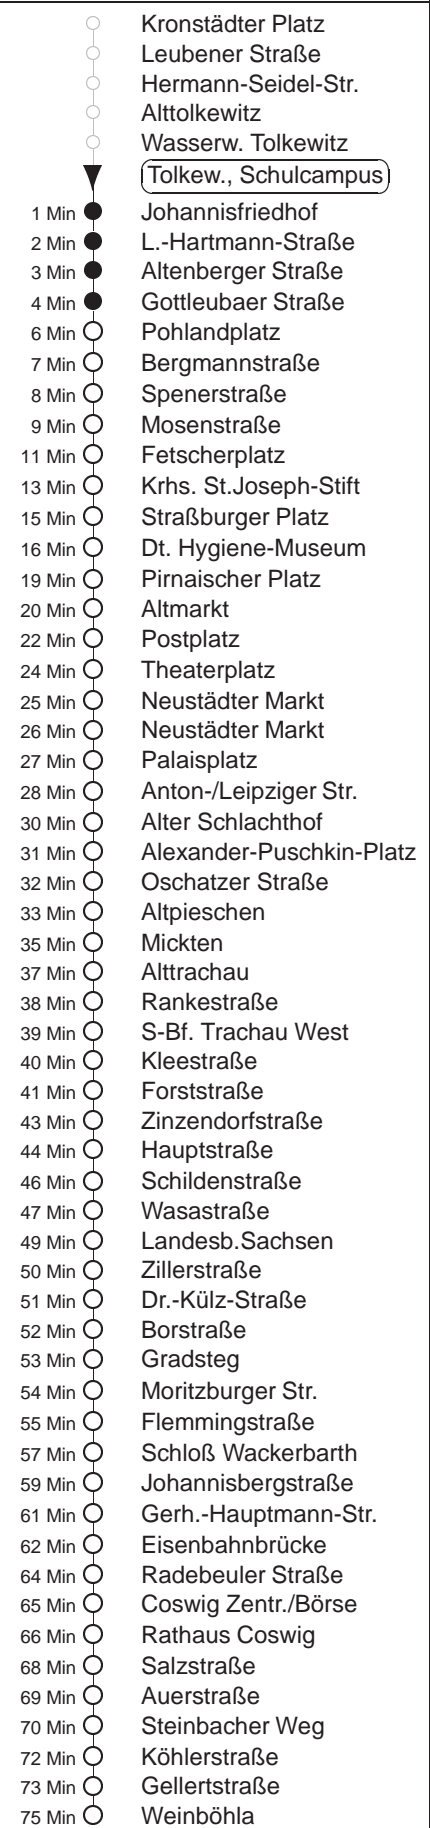 Kronstädter Platz
Leubener Straße
Hermann-Seidel-Str.
Alttolkewitz
Wasserw. Tolkewitz
Tolkew., Schulcampus
1 Min Johannisfriedhof
2 Min L.-Hartmann-Straße
3 Min Altenberger Straße
4 Min Gottleubaer Straße
6 Min Pohlandplatz
7 Min Bergmannstraße
8 Min Spenerstraße
9 Min Mosenstraße
11 Min Fetscherplatz
13 Min Krhs. St.Joseph-Stift
15 Min Straßburger Platz
16 Min Dt. Hygiene-Museum
19 Min Pirnaischer Platz
20 Min Altmarkt
22 Min Postplatz
24 Min Theaterplatz
25 Min Neustädter Markt
26 Min Neustädter Markt
27 Min Palaisplatz
28 Min Anton-/Leipziger Str.
30 Min Alter Schlachthof
31 Min Alexander-Puschkin-Platz
32 Min Oschatzer Straße
33 Min Altpieschen
35 Min Mickten
37 Min Alttrachau
38 Min Rankestraße
39 Min S-Bf. Trachau West
40 Min Kleestraße
41 Min Forststraße
43 Min Zinzendorfstraße
44 Min Hauptstraße
46 Min Schildenstraße
47 Min Wasastraße
49 Min Landesb.Sachsen
50 Min Zillerstraße
51 Min Dr.-Külz-Straße
52 Min Borstraße
53 Min Gradsteg
54 Min Moritzburger Str.
55 Min Flemmingstraße
57 Min Schloß Wackerbarth
59 Min Johannisbergstraße
61 Min Gerh.-Hauptmann-Str.
62 Min Eisenbahnbrücke
64 Min Radebeuler Straße
65 Min Coswig Zentr./Börse
66 Min Rathaus Coswig
68 Min Salzstraße
69 Min Auerstraße
70 Min Steinbacher Weg
72 Min Köhlerstraße
73 Min Gellertstraße
75 Min Weinböhla